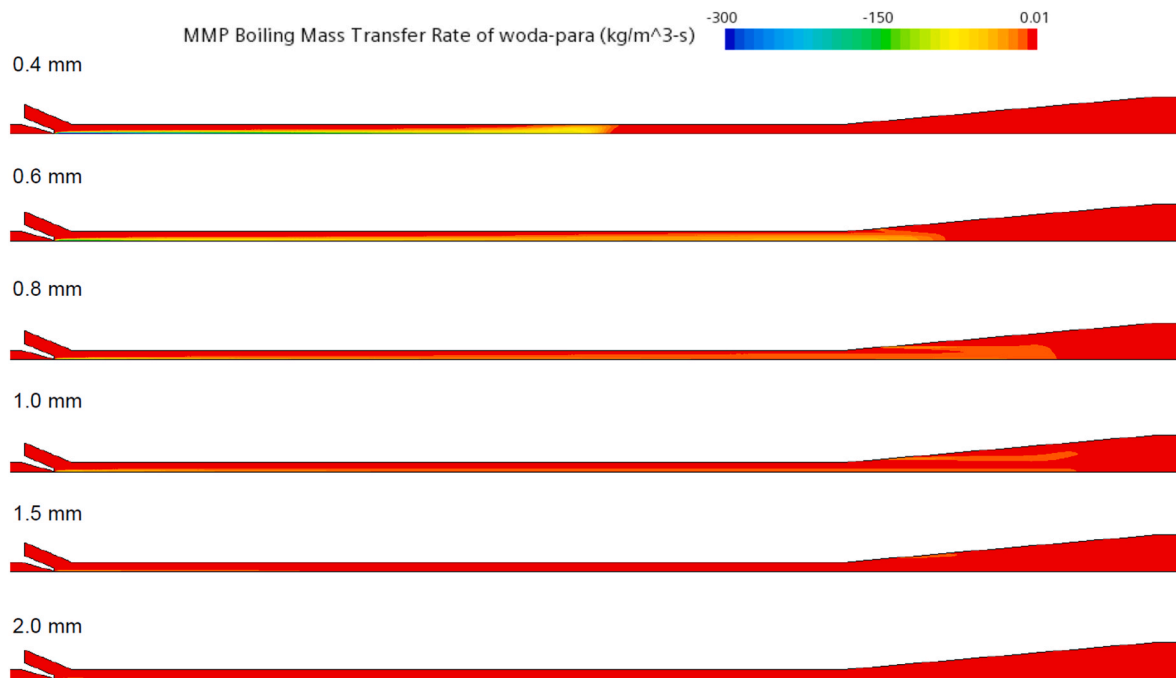 -300 -150 0.01
MMP Boiling Mass Transfer Rate of woda-para (kg/m^3-s)
0.4 mm
0.6 mm
0.8 mm
1.0 mm
1.5 mm
2.0 mm